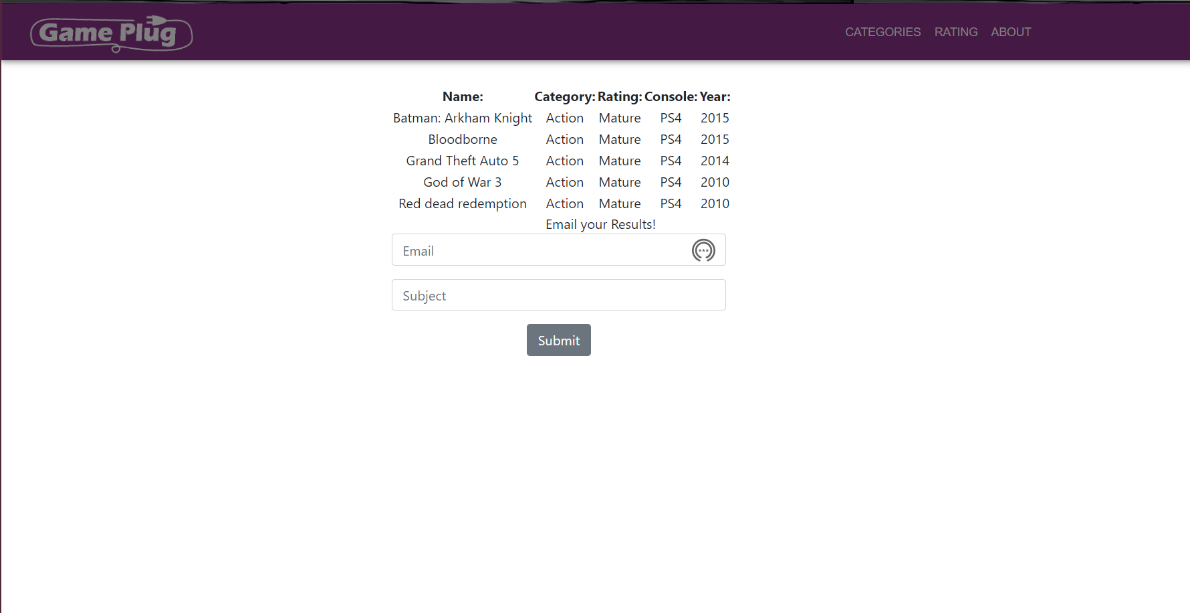 Game Plug CATEGORIES RATING ABOUT
Name: Category: Rating: Console: Year:
Batman: Arkham Knight Action Mature PS4 2015
Bloodborne Action Mature PS4 2015
Grand Theft Auto 5 Action Mature PS4 2014
God of War 3 Action Mature PS4 2010
Red dead redemption Action Mature PS4 2010
Email your Results!
Email
Subject
Submit